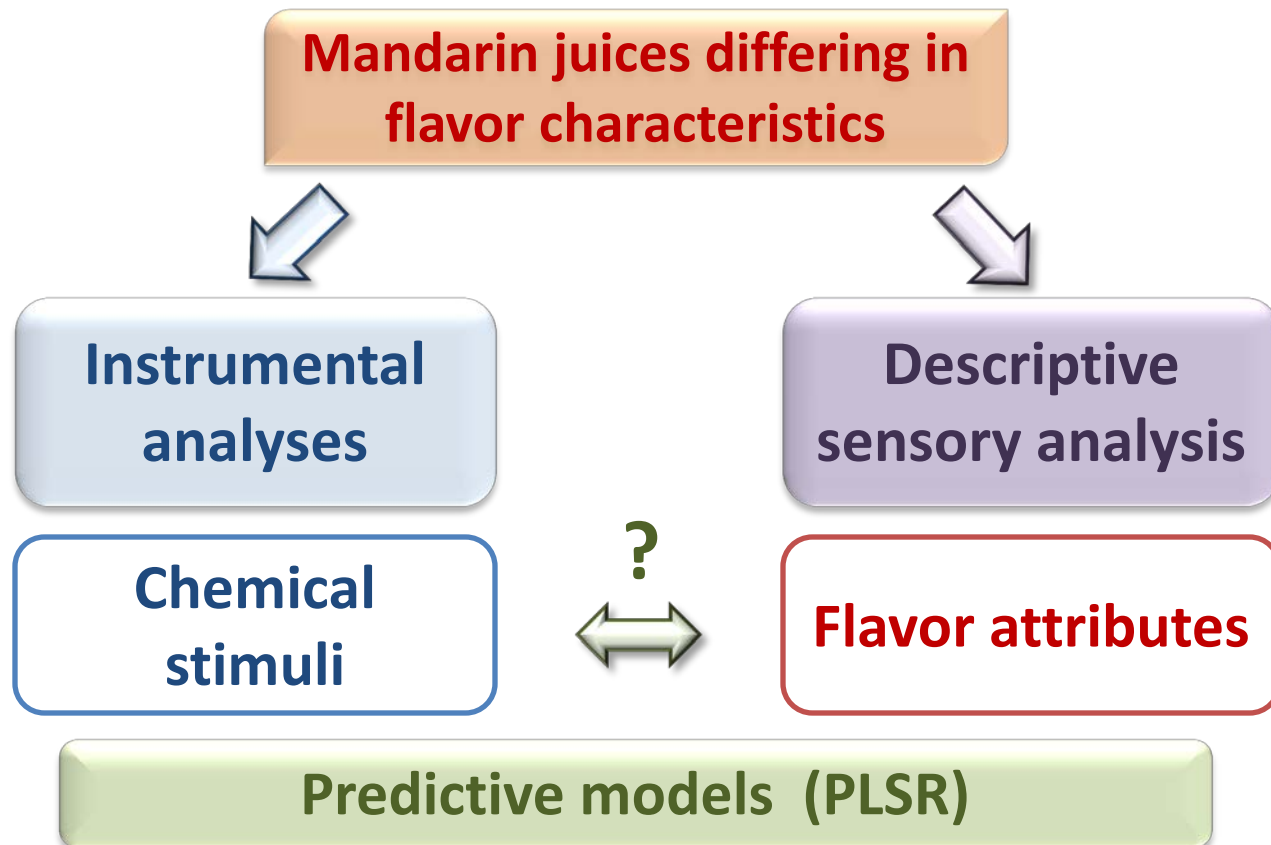 Mandarin juices differing in
flavor characteristics
Instrumental
analyses
Descriptive
sensory analysis
?
Chemical
stimuli
Flavor attributes
Predictive models  (PLSR)